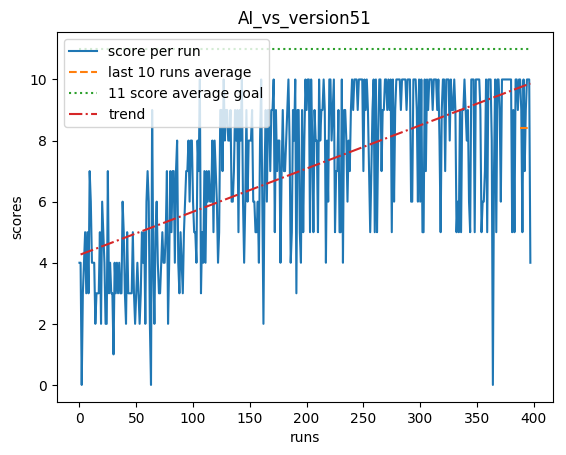 AI_vs_version51
score per run
last 10 runs average
11 score average goal
trend
scores
10
8
6
4
2
0
0
50
100
150
200
250
300
350
400
runs